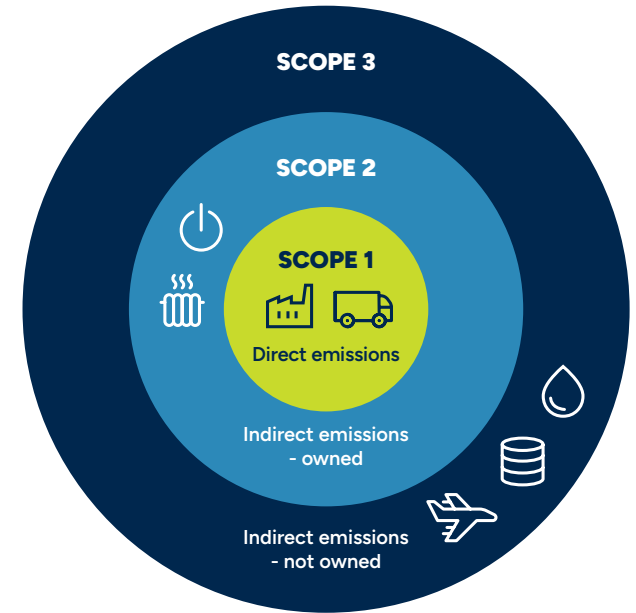 SCOPE 3
SCOPE 2
SCOPE 1
Direct emissions
Indirect emissions
- owned
Indirect emissions
- not owned